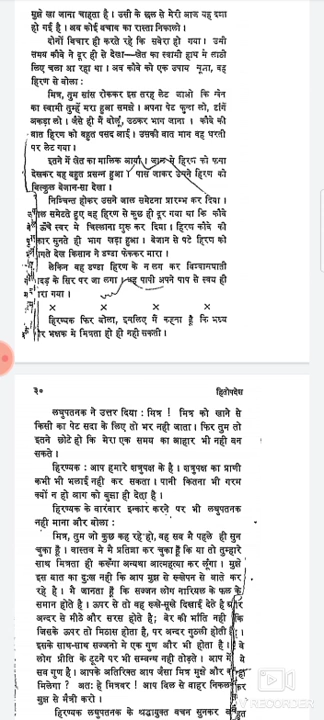 मुझे खा जाना चाहता है। उसी के छल से मेरी आज यह दशा
हो गई है। अब कोई बचाव का रास्ता निकालो।
दोनों विचार ही करते रहे कि सवेरा हो गया। उसी
समय कौवे ने दूर ही से देखा—खेत का स्वामी हाथ में लाठी
लिए चला आ रहा था। अब कौवे को एक उपाय सूझा, वह
हिरण से बोला:
मित्र, तुम सांस रोककर इस तरह लेट जाओ कि खेत
का स्वामी तुम्हें मरा हुआ समझे। अपना पेट फुला लो, टांगें
अकड़ा लो। जैसे ही मैं बोलूं, उठकर भाग जाना। कौवे की
बात हिरण को बहुत पसंद आई। उसकी बात मान वह धरती
पर लेट गया।
इतने में खेत का मालिक आया। जाल में हिरण को फंसा
देखकर वह बहुत प्रसन्न हुआ। पास जाकर उसने हिरण को
बिल्कुल बेजान-सा देखा।
निश्चिन्त होकर उसने जाल समेटना प्रारम्भ कर दिया।
जाल समेटते हुए वह हिरण से कुछ ही दूर गया था कि कौवे
ऊंचे स्वर में चिल्लाना शुरू कर दिया। हिरण कौवे की
कार सुनते ही भाग खड़ा हुआ। बेजान से पड़े हिरण को
गते देख किसान ने डण्डा फेंककर मारा।
लेकिन वह डण्डा हिरण के न लग कर विश्वासघाती
दड़ के सिर पर जा लगा। वह पापी अपने पाप से स्वयं ही
ारा गया।
× × × ×
हिरण्यक फिर बोला, इसलिए मैं कहता हूँ कि भक्ष्य
र भक्षक में मित्रता हो ही नहीं सकती।
३० हितोपदेश
लघुपतनक ने उत्तर दिया: मित्र ! मित्र को खाने से
किसी का पेट सदा के लिए तो भर नहीं जाता। फिर तुम तो
इतने छोटे हो कि मेरा एक समय का आहार भी नहीं बन
सकते।
हिरण्यक: आप हमारे शत्रुपक्ष के हैं। शत्रुपक्ष का प्राणी
कभी भी भलाई नहीं कर सकता। पानी कितना भी गरम
क्यों न हो आग को बुझा ही देता है।
हिरण्यक के बारंबार इन्कार करने पर भी लघुपतनक
नहीं माना और बोला:
मित्र, तुम जो कुछ कह रहे हो, वह सब मैं पहले ही सुन
चुका हूँ। वास्तव में मैं प्रतिज्ञा कर चुका हूँ कि या तो तुम्हारे
साथ मित्रता ही करूंगा अन्यथा आत्महत्या कर लूंगा। मुझे
इस बात का दुःख नहीं कि आप मुझ से रूखेपन से बातें कर
रहे हैं। मैं जानता हूँ कि सज्जन लोग नारियल के फल के
समान होते हैं। ऊपर से तो वह रूखे-सूखे दिखाई देते हैं और
अन्दर से मीठे और सरस होते हैं; बेर की भांति नहीं कि
जिसके ऊपर तो मिठास होता है, पर अन्दर गुठली होती है।
इसके साथ-साथ सज्जनों में एक गुण और भी होता है। वे
लोग प्रीति के टूटने पर भी सम्बन्ध नहीं तोड़ते। आप में
सब गुण हैं। आपके अतिरिक्त आप जैसा मित्र मुझे और
मिलेगा? अतः हे मित्रवर! आप बिल से बाहर निकल
मुझ से मैत्री करो।
हिरण्यक लघुपतनक के श्रद्धायुक्त वचन सुनकर